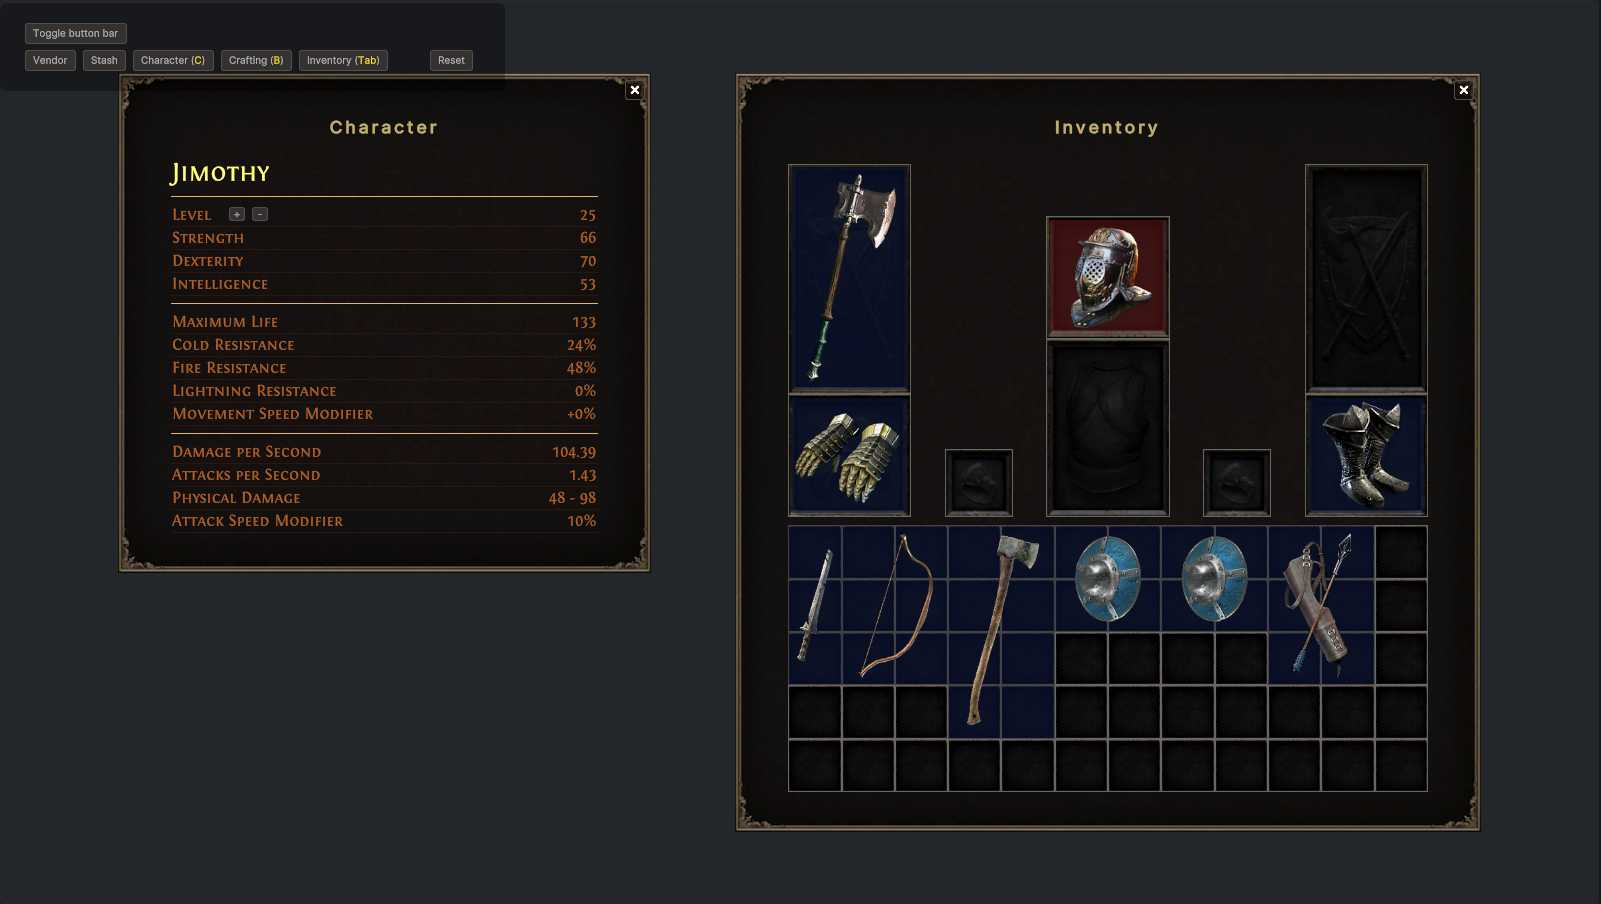 Toggle button bar
Vendor Stash Character (C) Crafting (B) Inventory (Tab) Reset
Character
Jimothy
Level + - 25
Strength 66
Dexterity 70
Intelligence 53
Maximum Life 133
Cold Resistance 24%
Fire Resistance 48%
Lightning Resistance 0%
Movement Speed Modifier +0%
Damage per Second 104.39
Attacks per Second 1.43
Physical Damage 48 - 98
Attack Speed Modifier 10%
Inventory